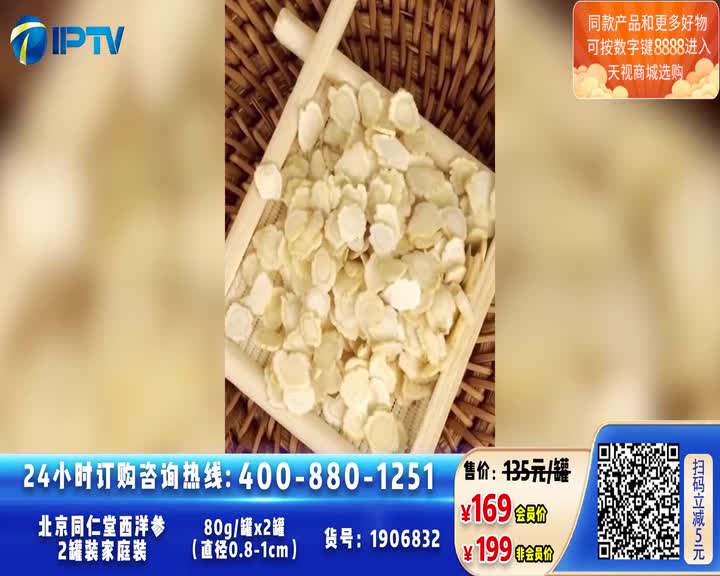 IPTV
同款产品和更多好物
可按数字键8888进入
天视商城选购
24小时订购咨询热线:400-880-1251
北京同仁堂西洋参
2罐装家庭装
80g/罐x2罐
(直径0.8-1cm)
货号:1906832
售价:135元/罐
¥169会员价
¥199非会员价
扫码立减5元